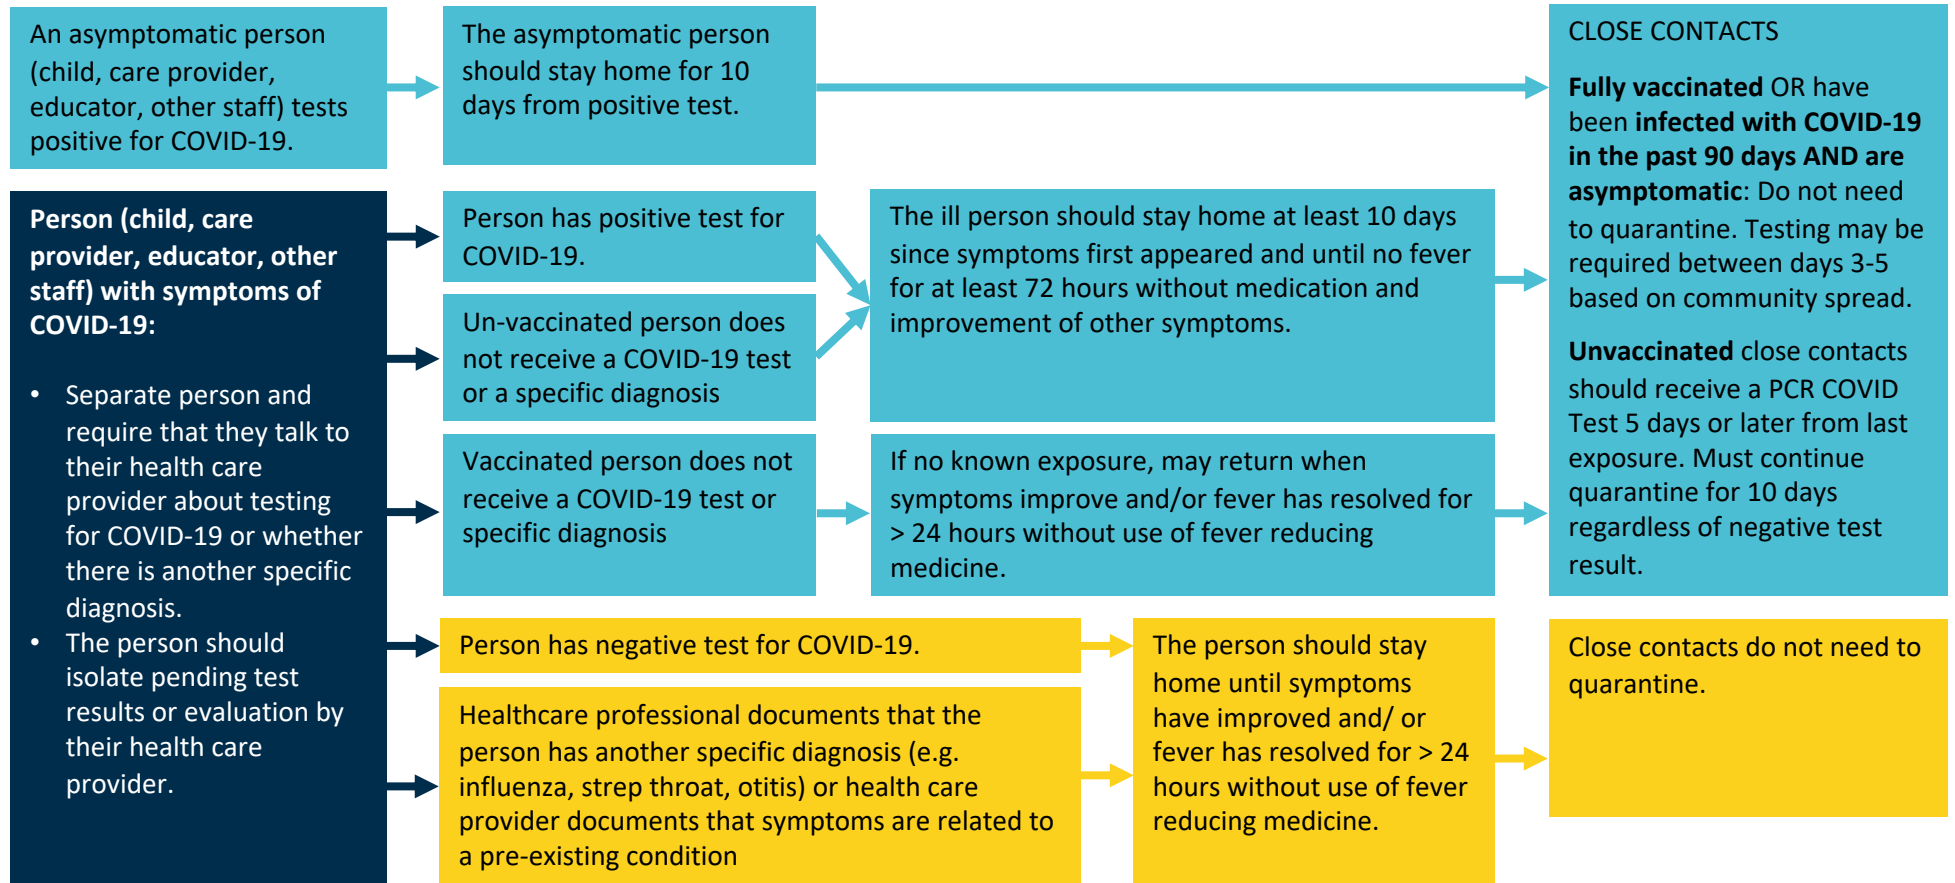 An asymptomatic person
(child, care provider,
educator, other staff) tests
positive for COVID-19.
The asymptomatic person
should stay home for 10
days from positive test.
CLOSE CONTACTS
Fully vaccinated OR have
been infected with COVID-19
in the past 90 days AND are
asymptomatic: Do not need
to quarantine. Testing may be
required between days 3-5
based on community spread.
Unvaccinated close contacts
should receive a PCR COVID
Test 5 days or later from last
exposure. Must continue
quarantine for 10 days
regardless of negative test
result.
Person (child, care
provider, educator, other
staff) with symptoms of
COVID-19:
• Separate person and
require that they talk to
their health care
provider about testing
for COVID-19 or whether
there is another specific
diagnosis.
• The person should
isolate pending test
results or evaluation by
their health care
provider.
Person has positive test for
COVID-19.
Un-vaccinated person does
not receive a COVID-19 test
or a specific diagnosis
The ill person should stay home at least 10 days
since symptoms first appeared and until no fever
for at least 72 hours without medication and
improvement of other symptoms.
Vaccinated person does not
receive a COVID-19 test or
specific diagnosis
If no known exposure, may return when
symptoms improve and/or fever has resolved for
> 24 hours without use of fever reducing
medicine.
Person has negative test for COVID-19.
Healthcare professional documents that the
person has another specific diagnosis (e.g.
influenza, strep throat, otitis) or health care
provider documents that symptoms are related to
a pre-existing condition
The person should stay
home until symptoms
have improved and/ or
fever has resolved for > 24
hours without use of fever
reducing medicine.
Close contacts do not need to
quarantine.